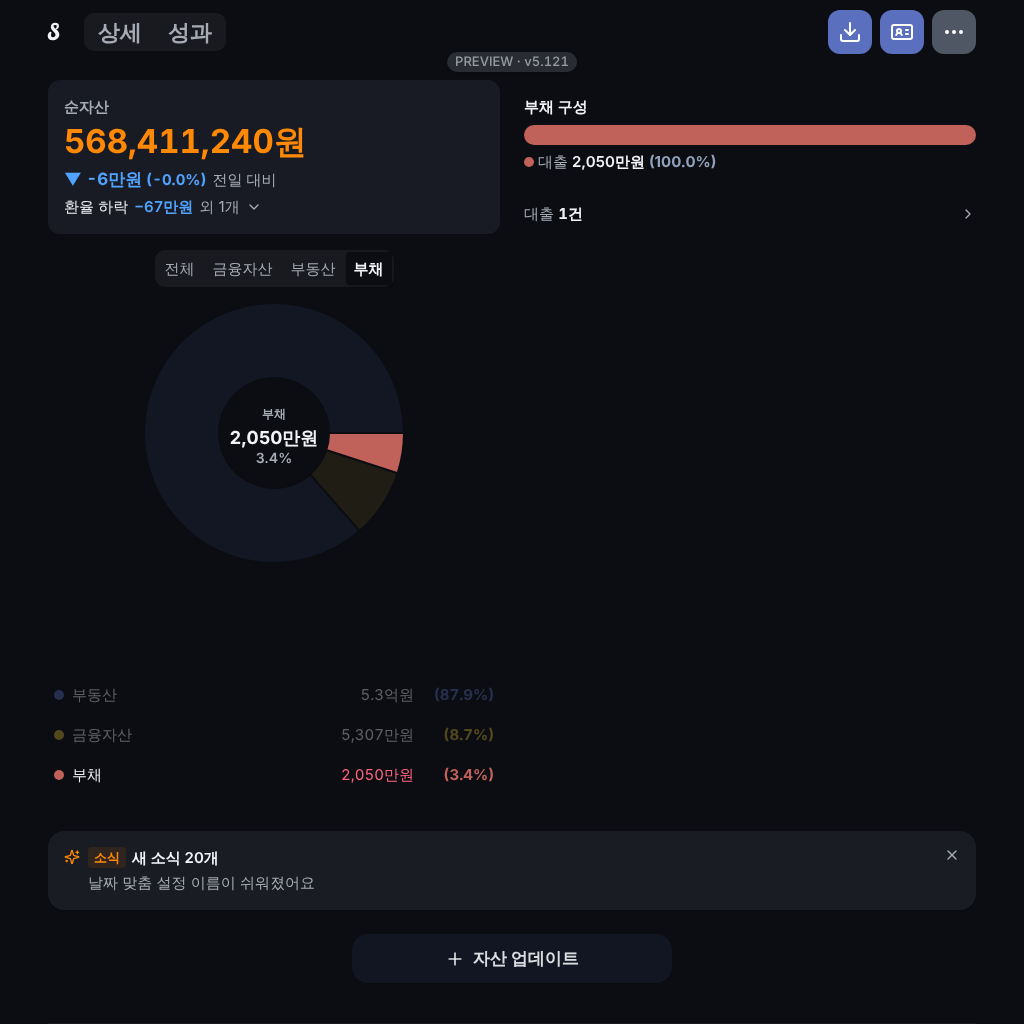 상세 성과
PREVIEW · v5.121
순자산
568,411,240원
▼ -6만원 (-0.0%) 전일 대비
환율 하락 −67만원 외 1개
부채 구성
대출 2,050만원 (100.0%)
대출 1건
전체 금융자산 부동산 부채
부채
2,050만원
3.4%
부동산 5.3억원 (87.9%)
금융자산 5,307만원 (8.7%)
부채 2,050만원 (3.4%)
소식 새 소식 20개
날짜 맞춤 설정 이름이 쉬워졌어요
+ 자산 업데이트